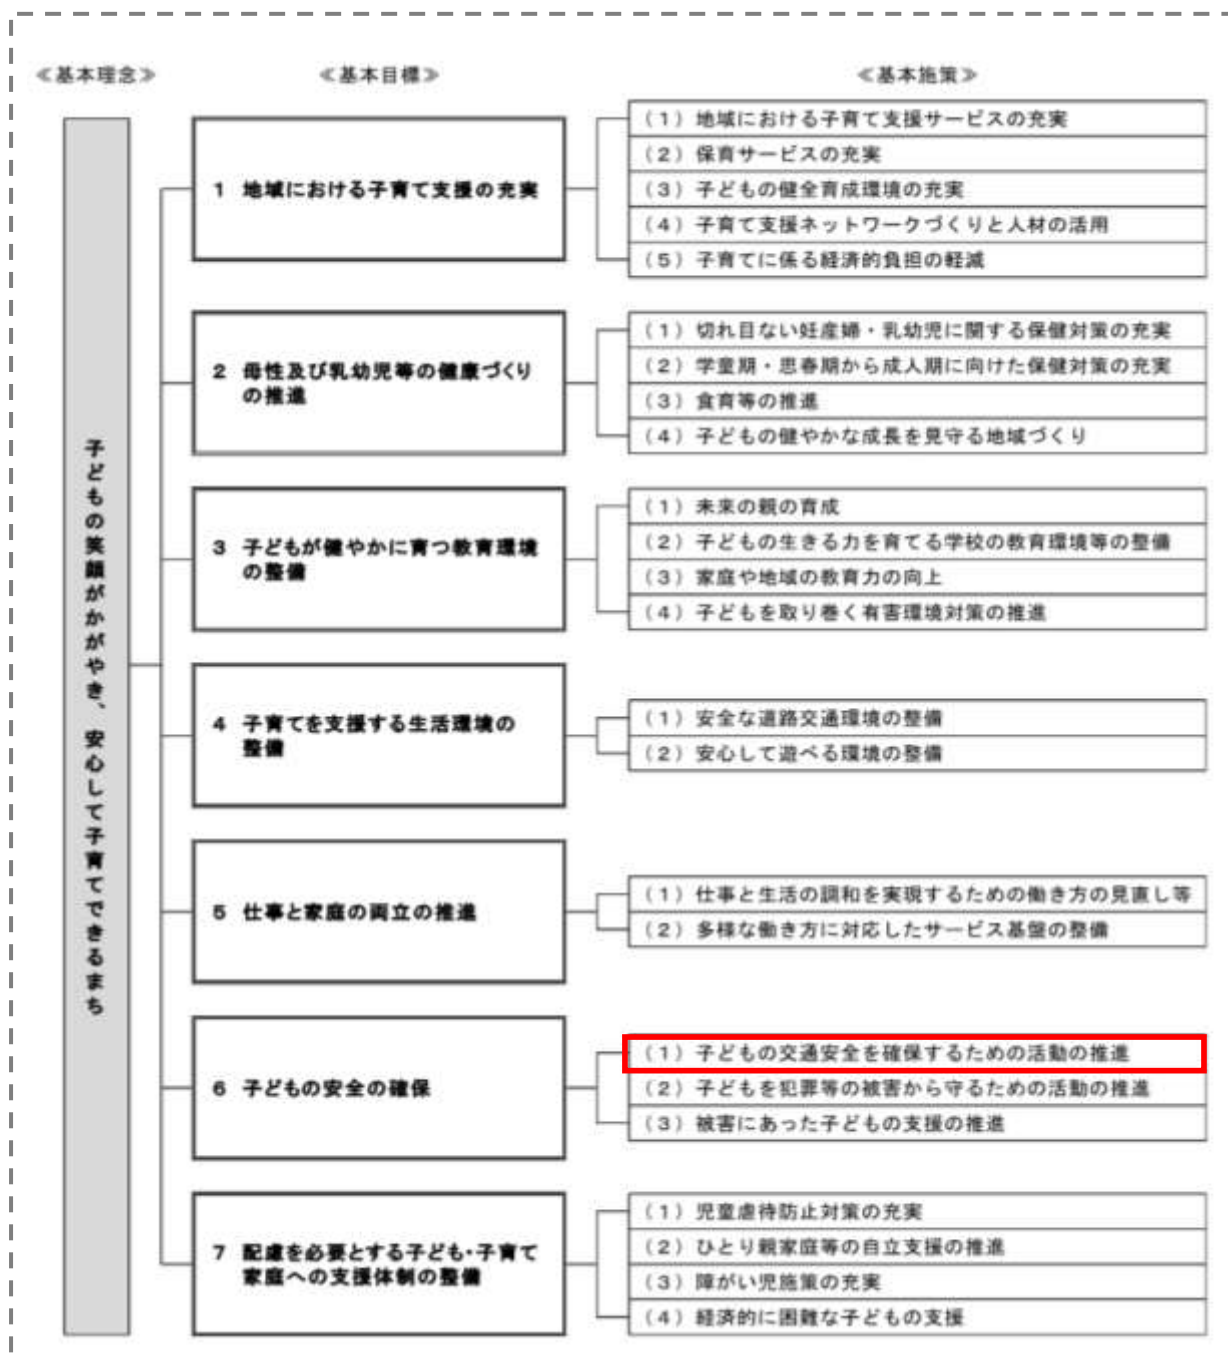 ≪基本理念≫
≪基本目標≫
≪基本施策≫
子どもの笑顔がかがやき、安心して子育てできるまち
1 地域における子育て支援の充実
(1) 地域における子育て支援サービスの充実
(2) 保育サービスの充実
(3) 子どもの健全育成環境の充実
(4) 子育て支援ネットワークづくりと人材の活用
(5) 子育てに係る経済的負担の軽減
2 母性及び乳幼児等の健康づくり
の推進
(1) 切れ目ない妊産婦・乳幼児に関する保健対策の充実
(2) 学童期・思春期から成人期に向けた保健対策の充実
(3) 食育等の推進
(4) 子どもの健やかな成長を見守る地域づくり
3 子どもが健やかに育つ教育環境
の整備
(1) 未来の親の育成
(2) 子どもの生きる力を育てる学校の教育環境等の整備
(3) 家庭や地域の教育力の向上
(4) 子どもを取り巻く有害環境対策の推進
4 子育てを支援する生活環境の
整備
(1) 安全な道路交通環境の整備
(2) 安心して遊べる環境の整備
5 仕事と家庭の両立の推進
(1) 仕事と生活の調和を実現するための働き方の見直し等
(2) 多様な働き方に対応したサービス基盤の整備
6 子どもの安全の確保
(1) 子どもの交通安全を確保するための活動の推進
(2) 子どもを犯罪等の被害から守るための活動の推進
(3) 被害にあった子どもの支援の推進
7 配慮を必要とする子ども・子育て
家庭への支援体制の整備
(1) 児童虐待防止対策の充実
(2) ひとり親家庭等の自立支援の推進
(3) 障がい児施策の充実
(4) 経済的に困難な子どもの支援